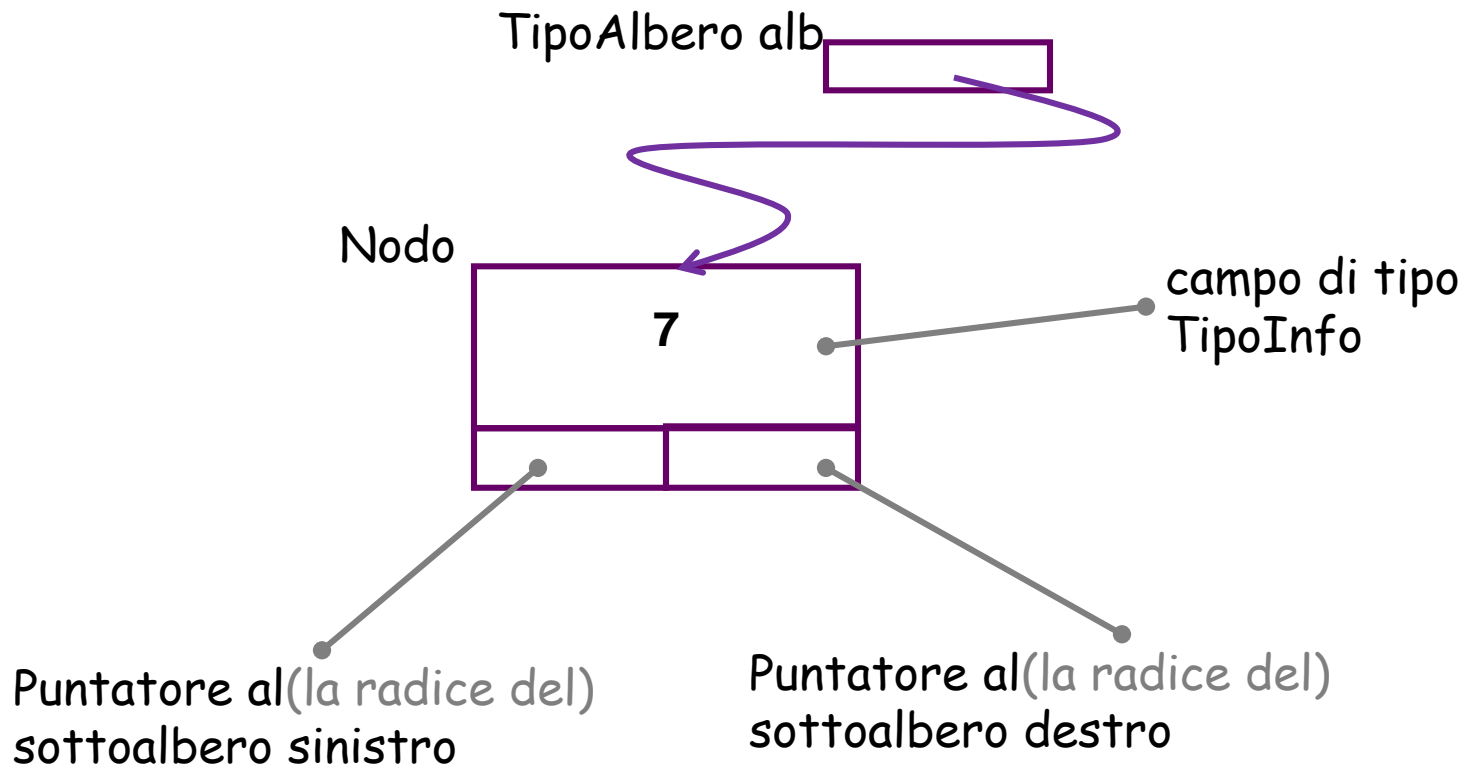 TipoAlbero alb
Nodo
7
campo di tipo
TipoInfo
Puntatore al(la radice del)
sottoalbero sinistro
Puntatore al(la radice del)
sottoalbero destro